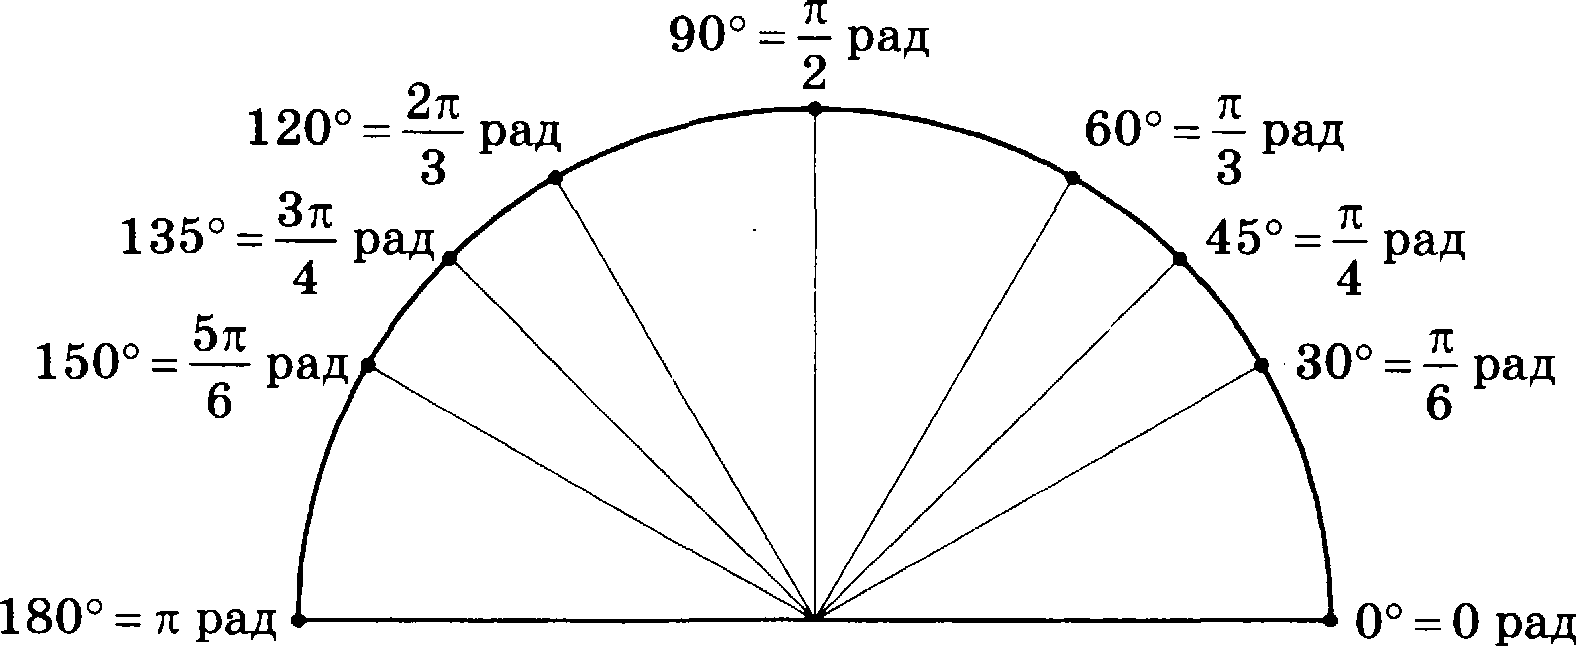 90° = π/2 рад
120° = 2π/3 рад
60° = π/3 рад
135° = 3π/4 рад
45° = π/4 рад
150° = 5π/6 рад
30° = π/6 рад
180° = π рад
0° = 0 рад